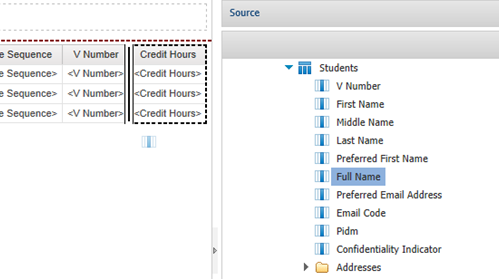 Source
e Sequence V Number Credit Hours
e Sequence> <V Number> <Credit Hours>
e Sequence> <V Number> <Credit Hours>
e Sequence> <V Number> <Credit Hours>
Students
V Number
First Name
Middle Name
Last Name
Preferred First Name
Full Name
Preferred Email Address
Email Code
Pidm
Confidentiality Indicator
Addresses